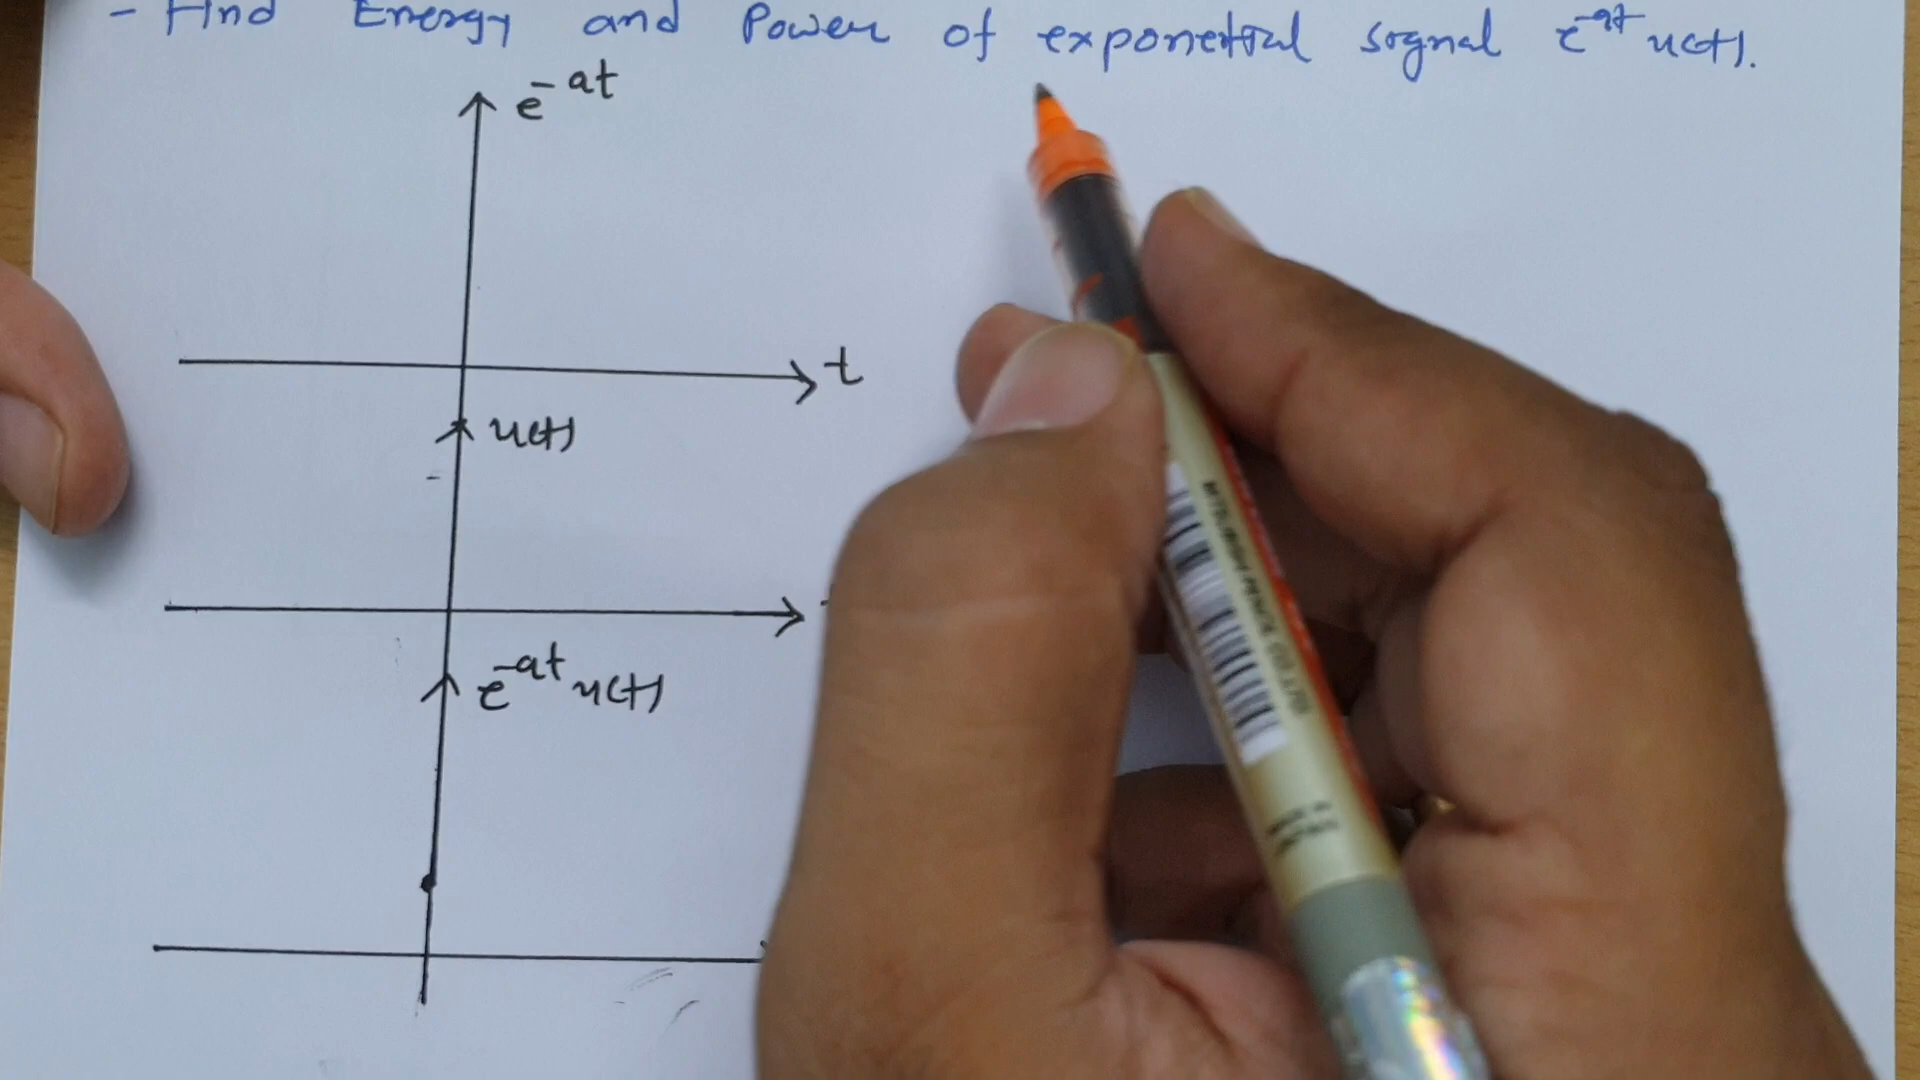 - Find Energy and Power of exponential signal e^-at u(t).
e^-at
t
u(t)
e^-at u(t)